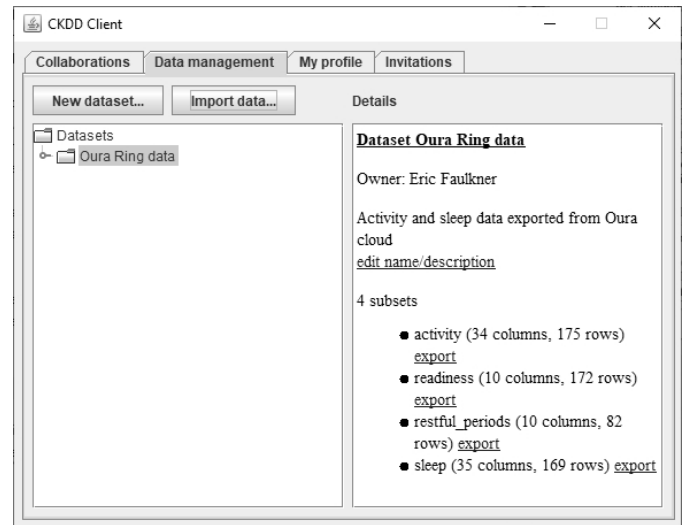 CKDD Client
Collaborations Data management My profile Invitations
New dataset... Import data... Details
Datasets
Oura Ring data
Dataset Oura Ring data
Owner: Eric Faulkner
Activity and sleep data exported from Oura
cloud
edit name/description
4 subsets
activity (34 columns, 175 rows)
export
readiness (10 columns, 172 rows)
export
restful_periods (10 columns, 82
rows) export
sleep (35 columns, 169 rows) export